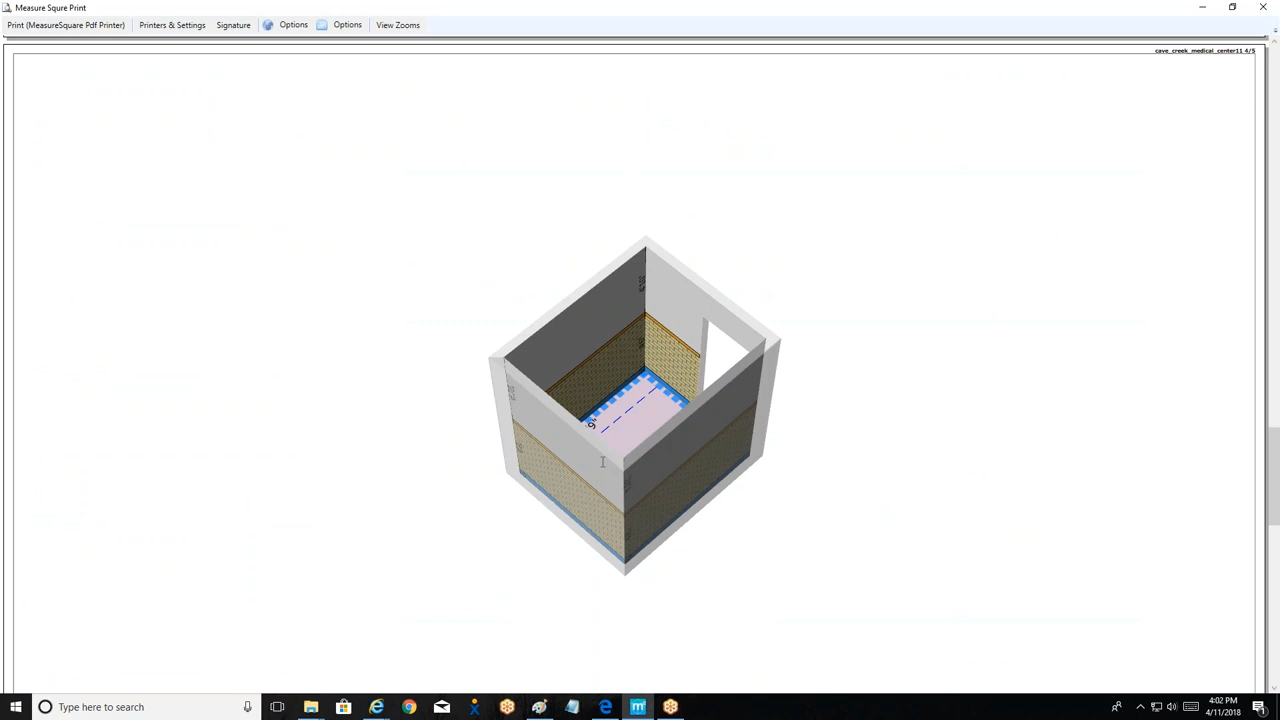 Measure Squre Print
Print (MeasureSquare Pdf Printer) Printers & Settings Signature Options Options View Zooms
cave_creek_medical_center11 4/5
9"
Type here to search
4:02 PM
4/11/2018